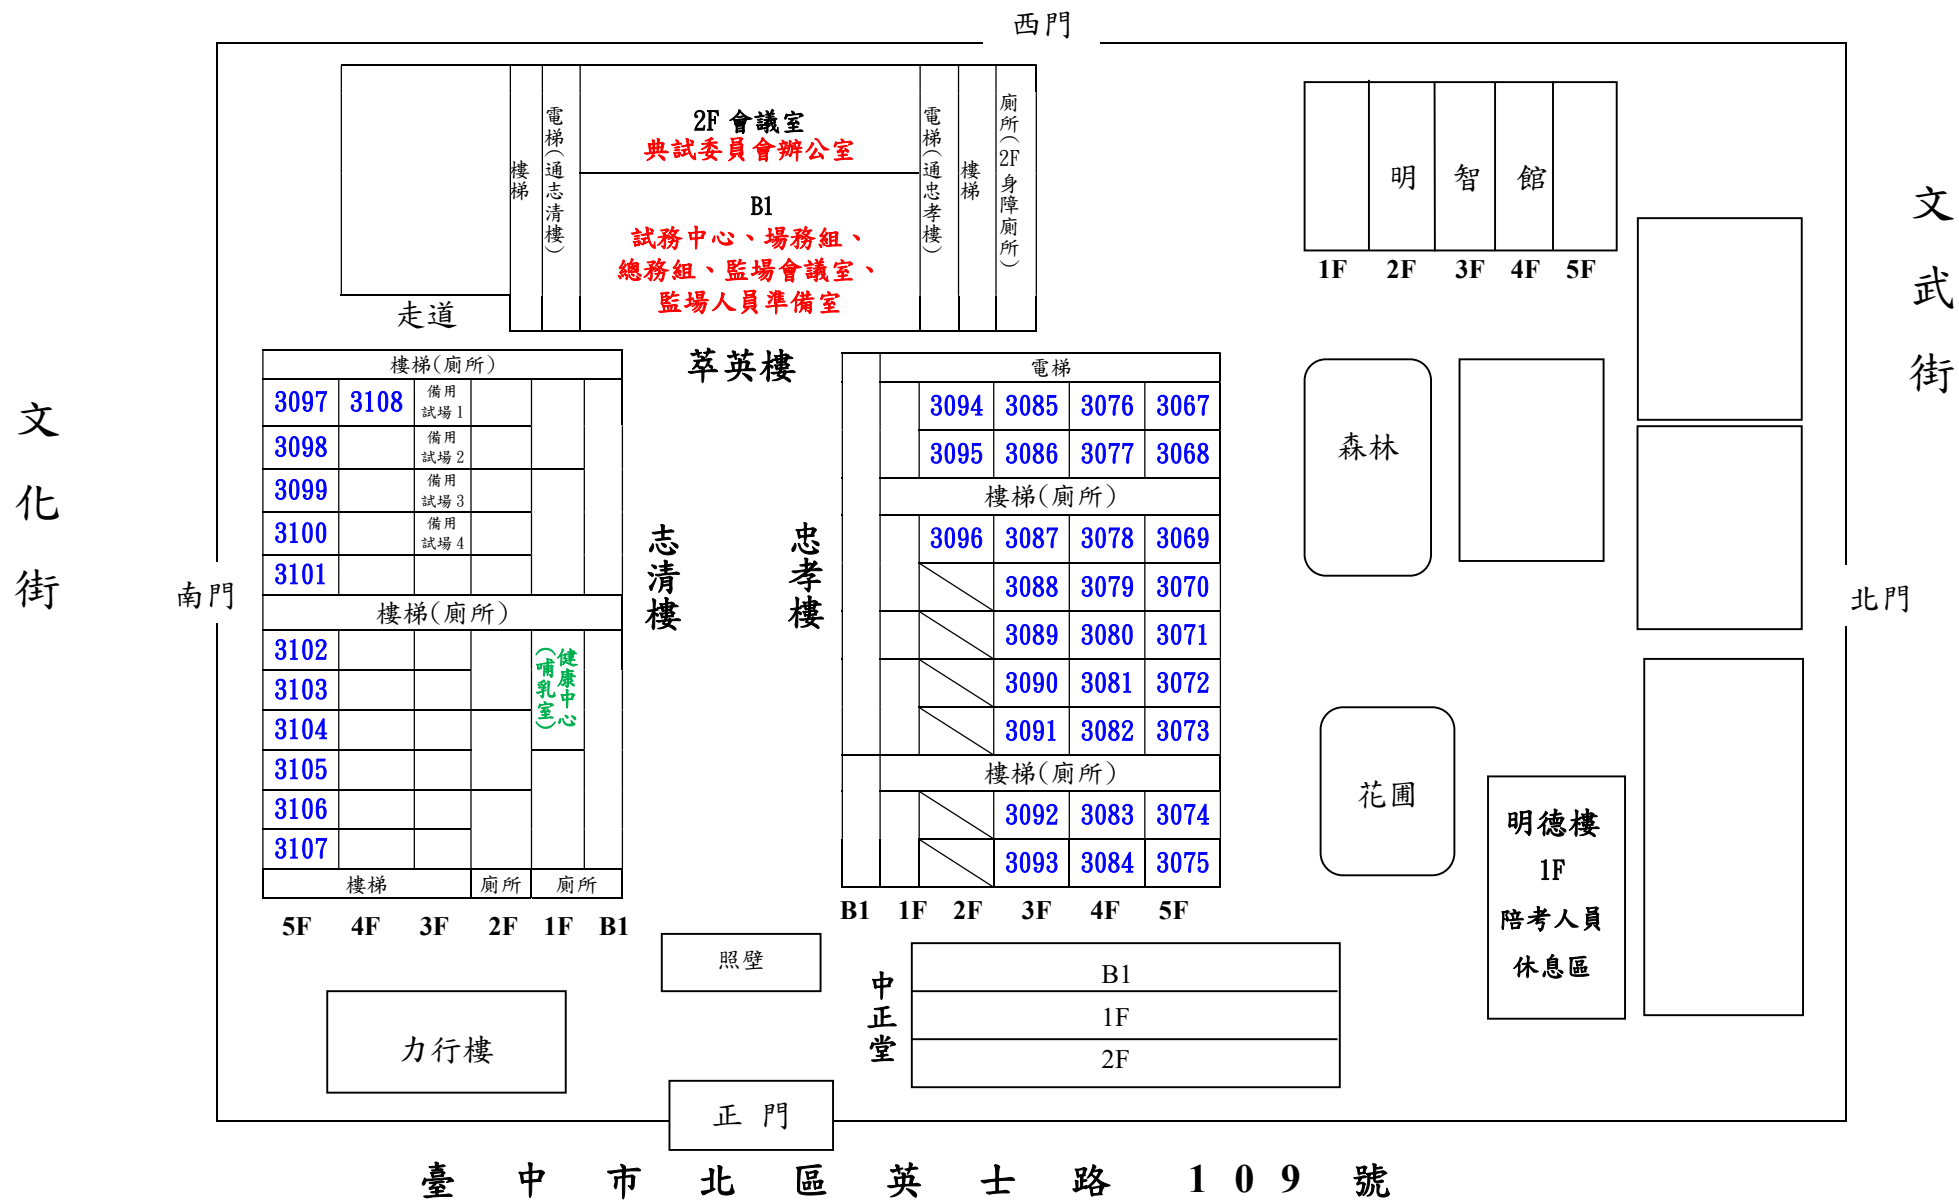 西門
2F 會議室
典試委員會辦公室
B1
試務中心、場務組、
總務組、監場會議室、
監場人員準備室
樓梯
電梯(通志清樓)
電梯(通忠孝樓)
樓梯
廁所(2F身障廁所)
走道
萃英樓
明 智 館
1F 2F 3F 4F 5F
文武街
文化街
南門
北門
樓梯(廁所)
3097 3108 備用試場1
3098 備用試場2
3099 備用試場3
3100 備用試場4
3101
樓梯(廁所)
3102
3103
3104
3105
3106
3107
健康中心
(哺乳室)
樓梯 廁所 廁所
5F 4F 3F 2F 1F B1
志清樓
忠孝樓
電梯
3094 3085 3076 3067
3095 3086 3077 3068
樓梯(廁所)
3096 3087 3078 3069
3088 3079 3070
3089 3080 3071
3090 3081 3072
3091 3082 3073
樓梯(廁所)
3092 3083 3074
3093 3084 3075
B1 1F 2F 3F 4F 5F
森林
花圃
明德樓
1F
陪考人員
休息區
照壁
力行樓
中正堂
B1
1F
2F
正 門
臺 中 市 北 區 英 士 路 1 0 9 號